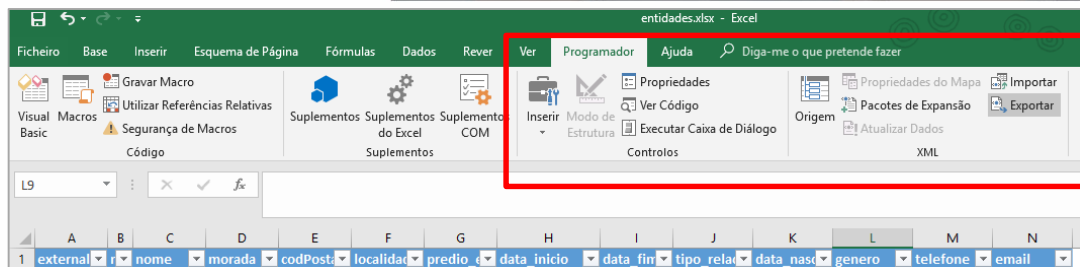 entidades.xlsx - Excel
Ficheiro Base Inserir Esquema de Página Fórmulas Dados Rever Ver Programador Ajuda Diga-me o que pretende fazer
Visual Basic
Macros
Gravar Macro
Utilizar Referências Relativas
Segurança de Macros
Código
Suplementos
Suplementos do Excel
Suplementos COM
Suplementos
Inserir
Modo de Estrutura
Propriedades
Ver Código
Executar Caixa de Diálogo
Controlos
Origem
Propriedades do Mapa
Pacotes de Expansão
Atualizar Dados
Importar
Exportar
XML
L9 fx
A B C D E F G H I J K L M N
1 external r nome morada codPosta localidad predio_e data_inicio data_fim tipo_relaç data_nasc genero telefone email